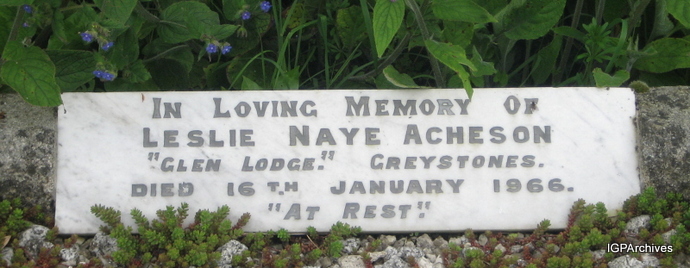 IN LOVING MEMORY OF
LESLIE NAYE ACHESON
"GLEN LODGE." GREYSTONES.
DIED 16TH JANUARY 1966.
"AT REST."
IGPArchives